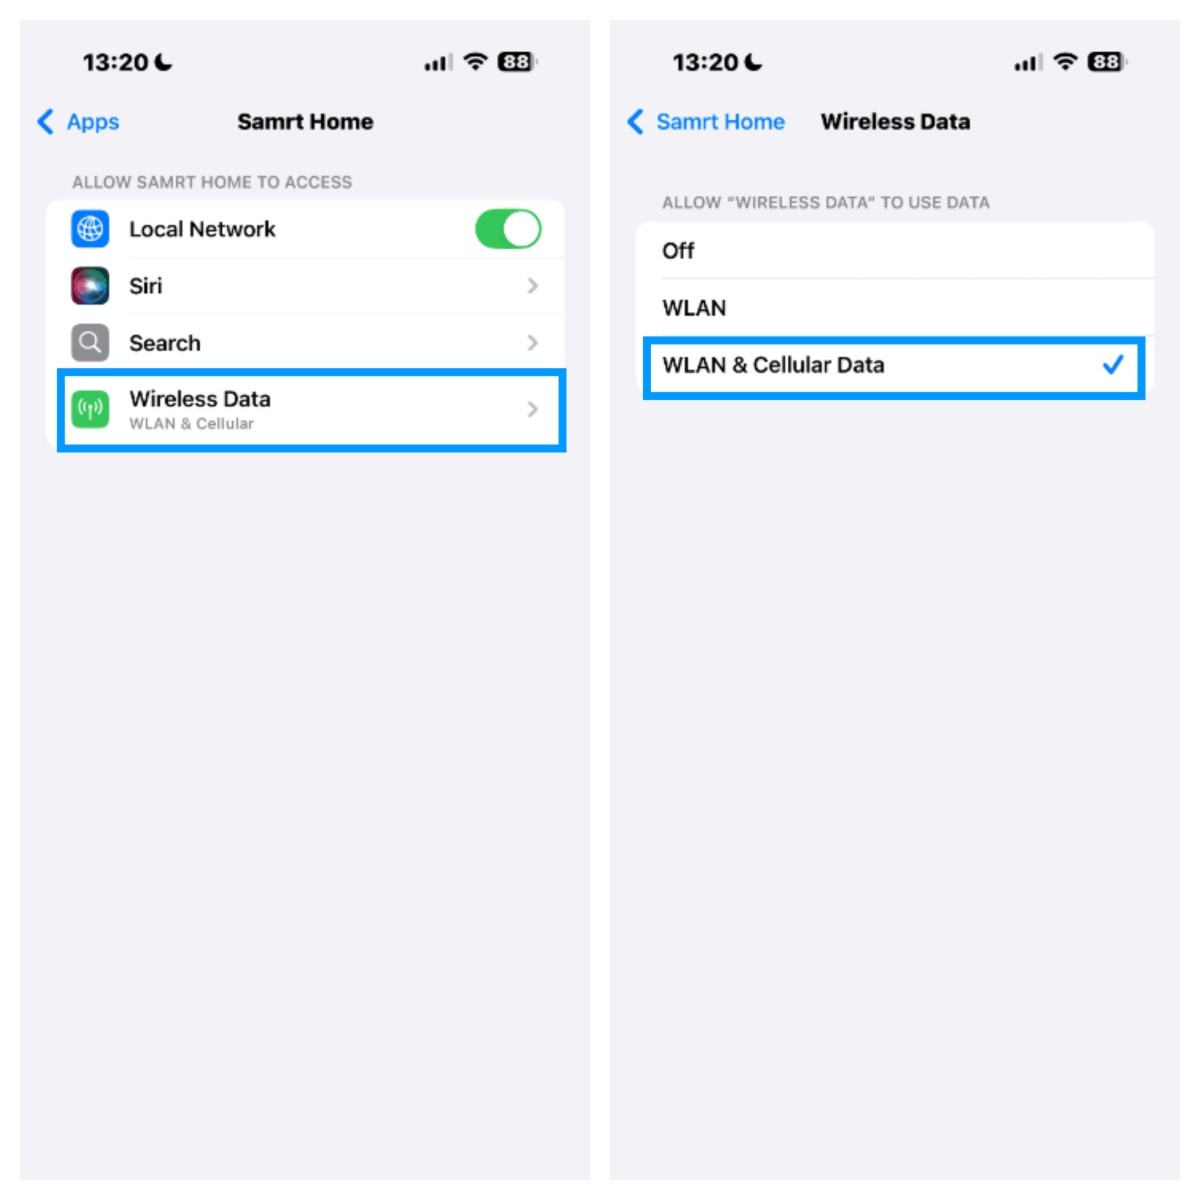 13:20
88
Apps
Samrt Home
ALLOW SAMRT HOME TO ACCESS
Local Network
Siri
Search
Wireless Data
WLAN & Cellular
13:20
88
Samrt Home
Wireless Data
ALLOW “WIRELESS DATA” TO USE DATA
Off
WLAN
WLAN & Cellular Data